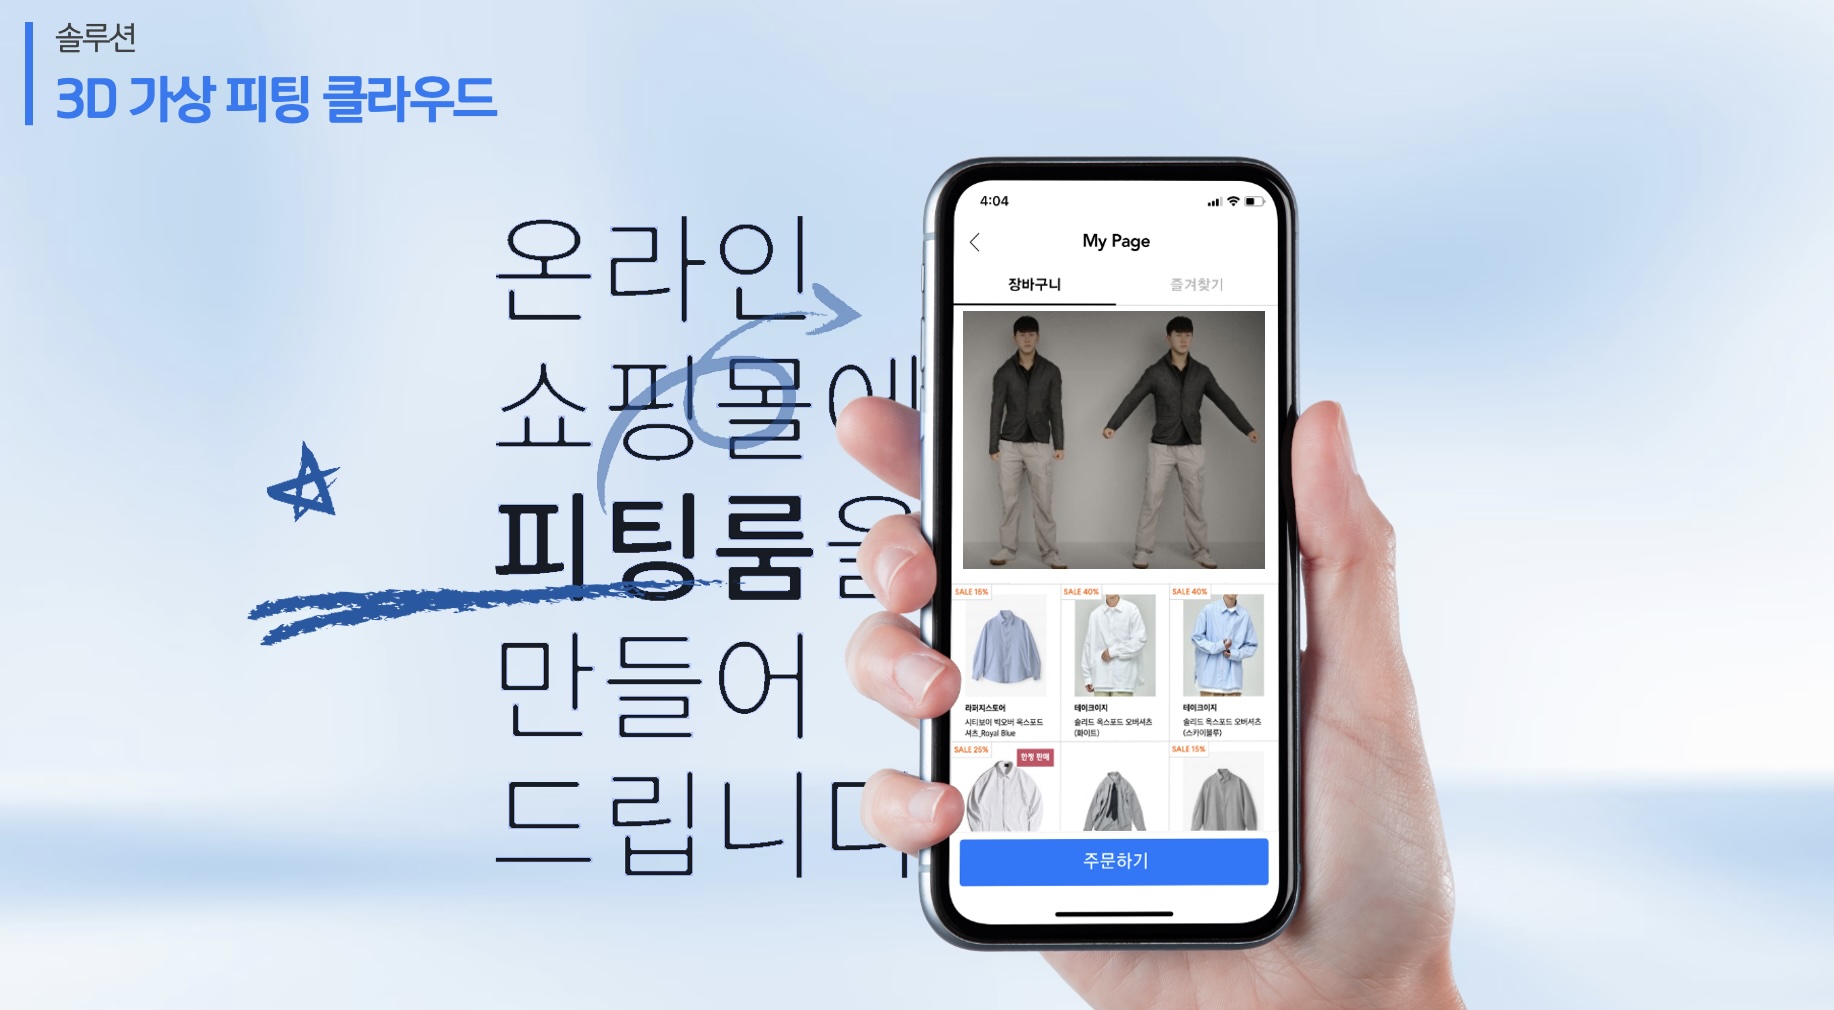 솔루션
3D 가상 피팅 클라우드
온라인
쇼핑몰에
피팅룸을
만들어
드립니다
4:04
My Page
장바구니
즐겨찾기
SALE 15%
SALE 40%
SALE 40%
라퍼지스토어
테이크이지
테이크이지
시티보이 빅오버 옥스포드
셔츠_Royal Blue
솔리드 옥스포드 오버셔츠
(화이트)
솔리드 옥스포드 오버셔츠
(스카이블루)
SALE 25%
한정 판매
SALE 15%
주문하기